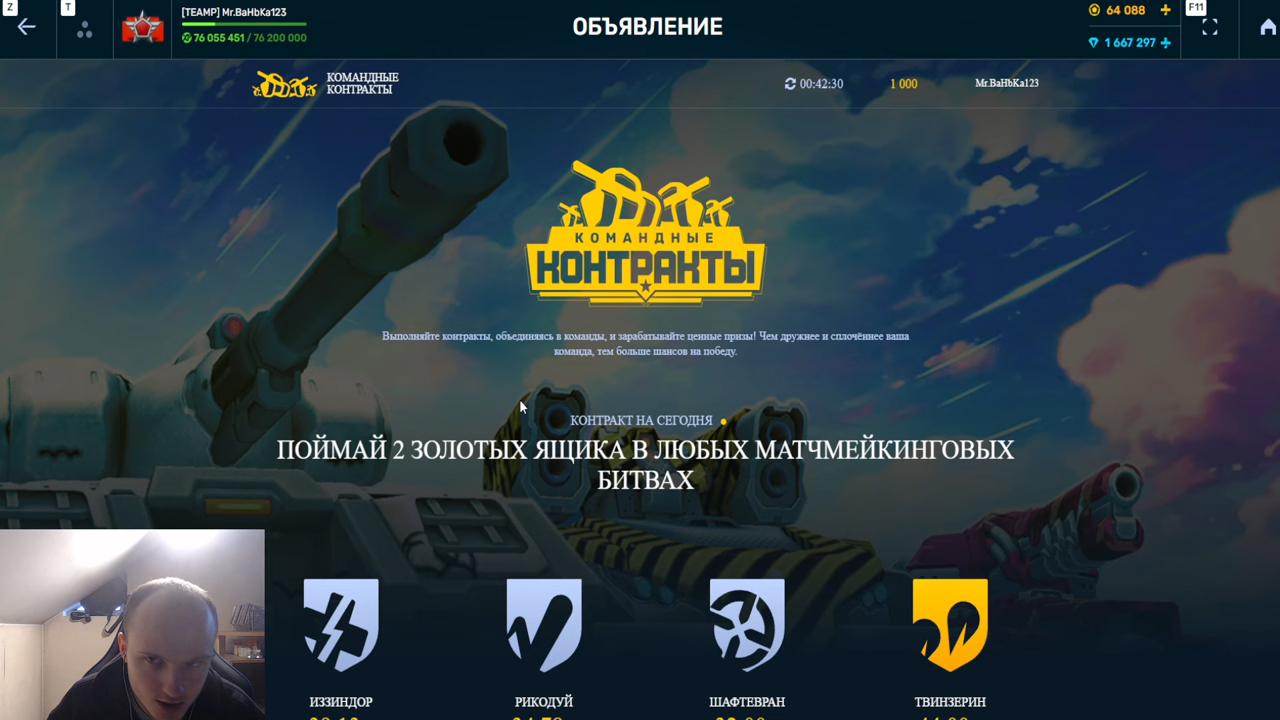 Z
T
[TEAMP] Mr.BaHbKa123
76 055 451 / 76 200 000
ОБЪЯВЛЕНИЕ
64 088
1 667 297
F11
КОМАНДНЫЕ
КОНТРАКТЫ
00:42:30
1 000
Mr.BaHbKa123
КОМАНДНЫЕ
КОНТРАКТЫ
Выполняйте контракты, объединяясь в команды, и зарабатывайте ценные призы! Чем дружнее и сплочённее ваша
команда, тем больше шансов на победу.
КОНТРАКТ НА СЕГОДНЯ
ПОЙМАЙ 2 ЗОЛОТЫХ ЯЩИКА В ЛЮБЫХ МАТЧМЕЙКИНГОВЫХ
БИТВАХ
ИЗЗИНДОР
РИКОДУЙ
ШАФТЕВРАН
ТВИНЗЕРИН